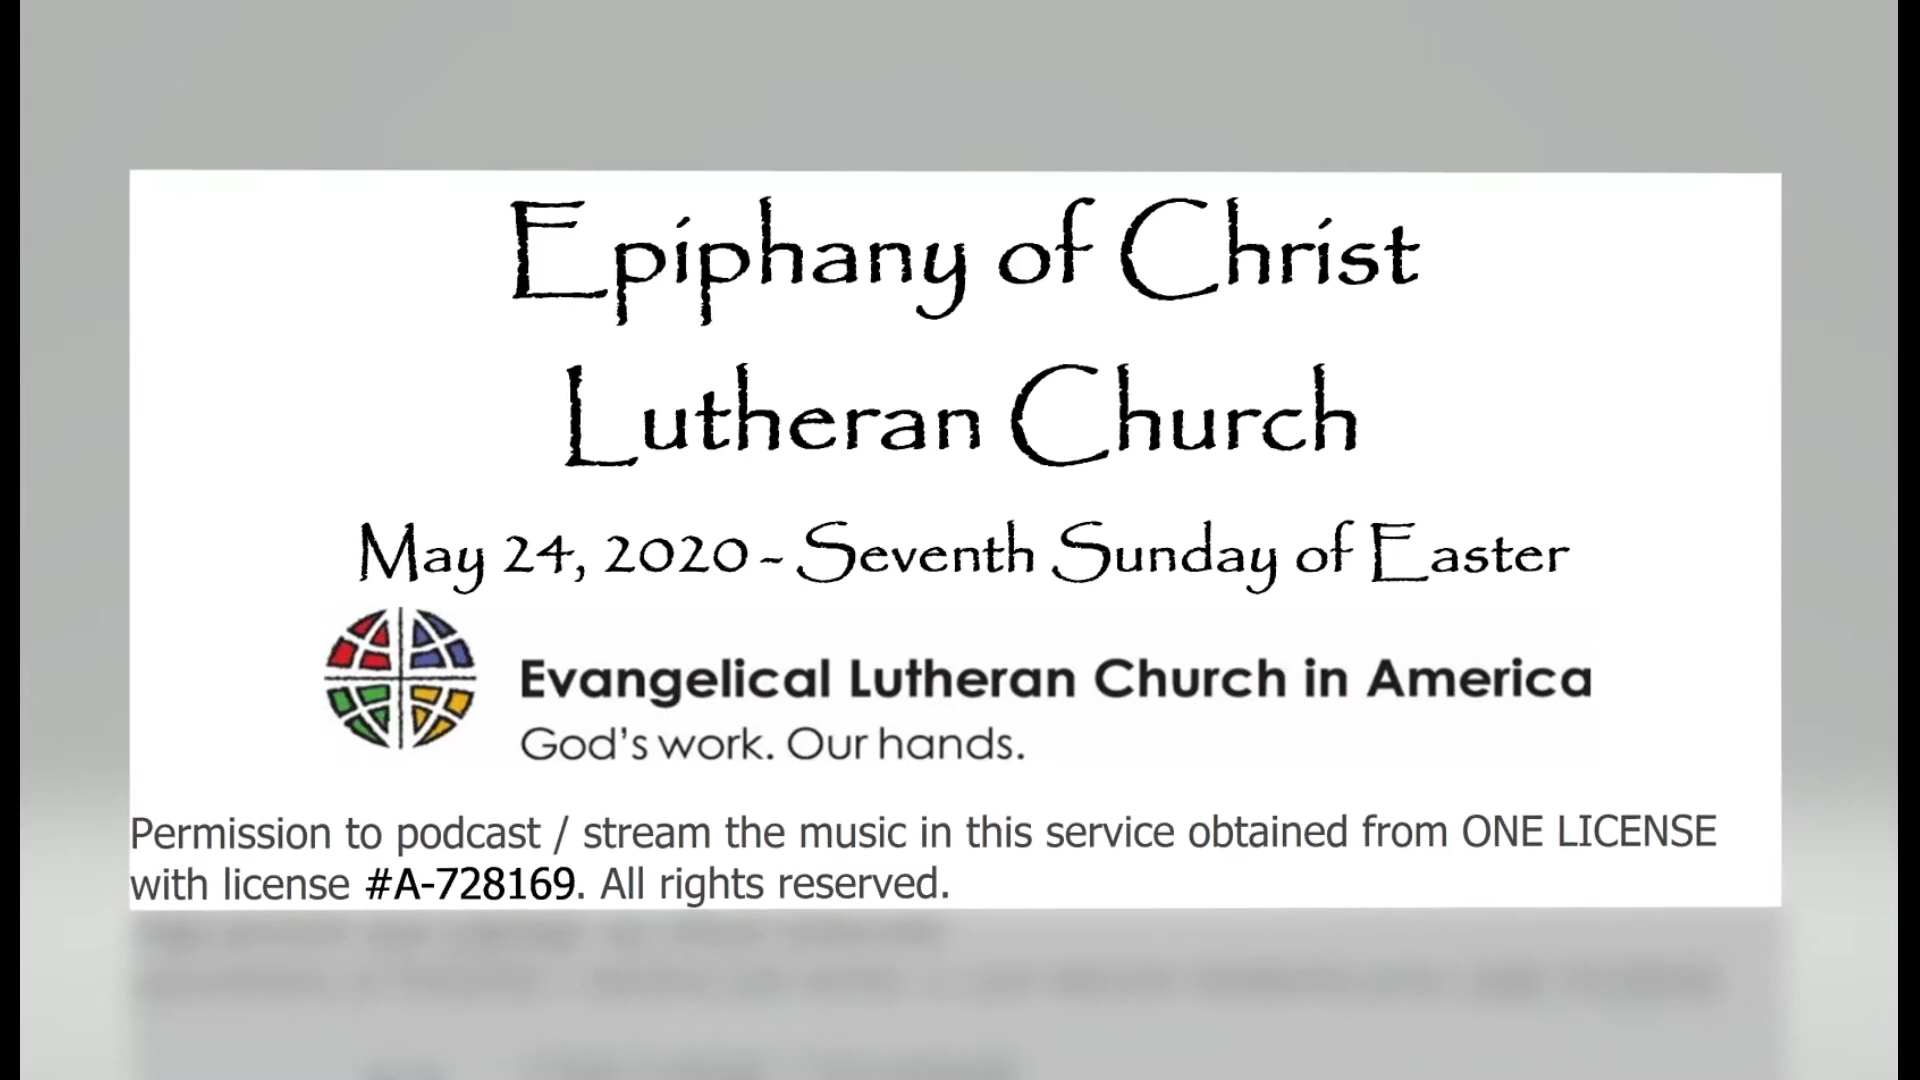 Epiphany of Christ
Lutheran Church
May 24, 2020 - Seventh Sunday of Easter
Evangelical Lutheran Church in America
God's work. Our hands.
Permission to podcast / stream the music in this service obtained from ONE LICENSE
with license #A-728169. All rights reserved.